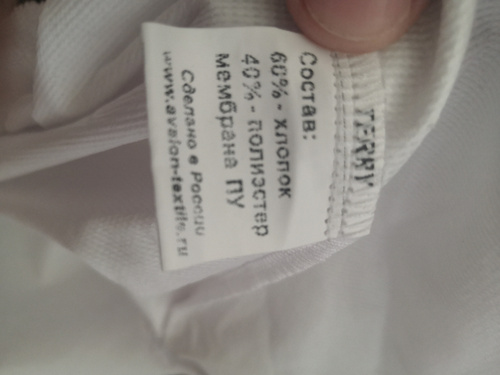 TERRY
Состав:
60%- хлопок
40%- полиэстер
мембрана ПУ
Сделано в России
www.avalon-textile.ru